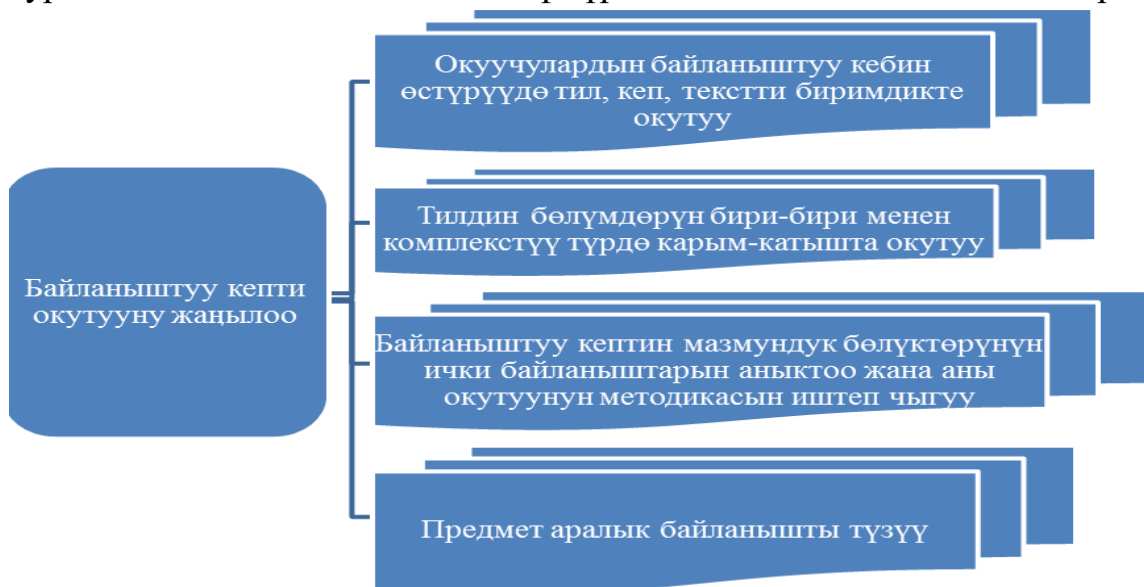 Байланыштуу кепти
окутууну жаңылоо
Окуучулардын байланыштуу кебин
өстүрүүдө тил, кеп, текстти биримдикте
окутуу
Тилдин бөлүмдөрүн бири-бири менен
комплекстүү түрдө карым-катышта окутуу
Байланыштуу кептин мазмундук бөлүктөрүнүн
ички байланыштарын аныктоо жана аны
окутуунун методикасын иштеп чыгуу
Предмет аралык байланышты түзүү